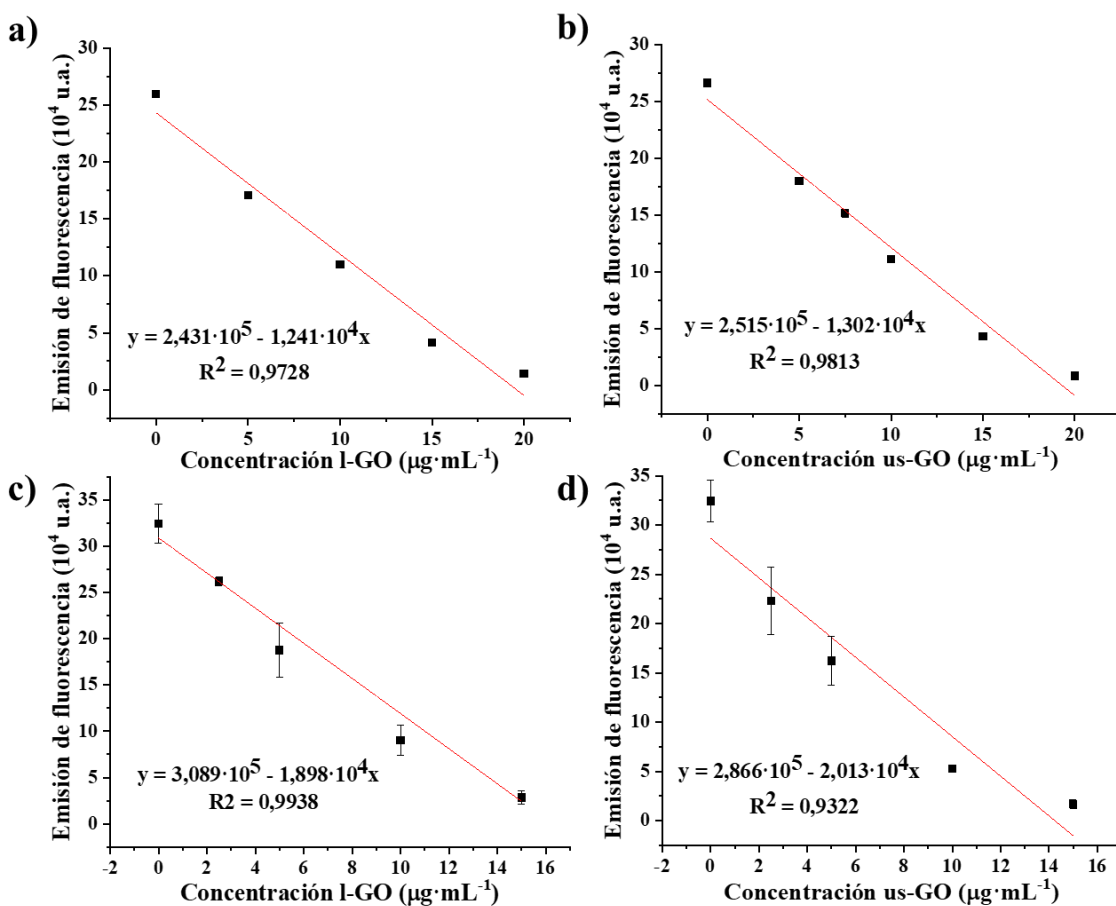 a)
Emisión de fluorescencia (10⁴ u.a.)
30
25
20
15
10
5
0
y = 2,431·10⁵ - 1,241·10⁴x
R² = 0,9728
0 5 10 15 20
Concentración l-GO (µg·mL⁻¹)
b)
Emisión de fluorescencia (10⁴ u.a.)
30
25
20
15
10
5
0
y = 2,515·10⁵ - 1,302·10⁴x
R² = 0,9813
0 5 10 15 20
Concentración us-GO (µg·mL⁻¹)
c)
Emisión de fluorescencia (10⁴ u.a.)
35
30
25
20
15
10
5
0
y = 3,089·10⁵ - 1,898·10⁴x
R2 = 0,9938
0 2 4 6 8 10 12 14 16
Concentración l-GO (µg·mL⁻¹)
d)
Emisión de fluorescencia (10⁴ u.a.)
35
30
25
20
15
10
5
0
y = 2,866·10⁵ - 2,013·10⁴x
R² = 0,9322
0 2 4 6 8 10 12 14 16
Concentración us-GO (µg·mL⁻¹)